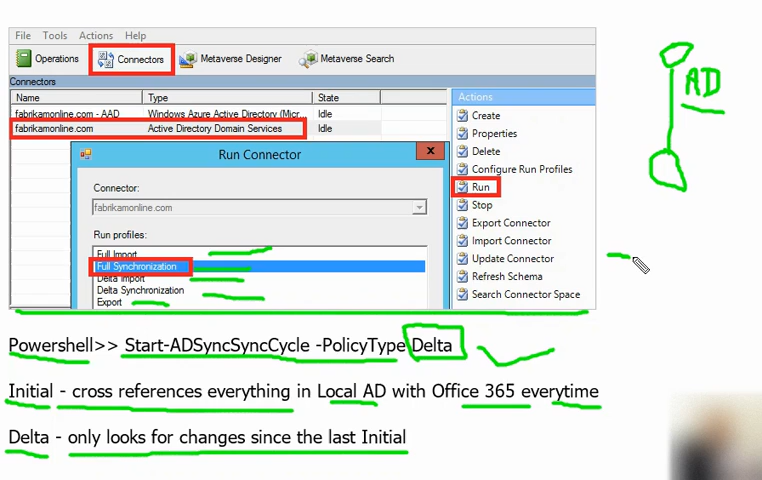 File Tools Actions Help
Operations Connectors Metaverse Designer Metaverse Search
Connectors
Name Type State
fabrikamonline.com - AAD Windows Azure Active Directory (Micr... Idle
fabrikamonline.com Active Directory Domain Services Idle
Actions
Create
Properties
Delete
Configure Run Profiles
Run
Stop
Export Connector
Import Connector
Update Connector
Refresh Schema
Search Connector Space
Run Connector
x
Connector:
fabrikamonline.com
Run profiles:
Full Import
Full Synchronization
Delta Import
Delta Synchronization
Export
AD
Powershell>> Start-ADSyncSyncCycle -PolicyType Delta
Initial - cross references everything in Local AD with Office 365 everytime
Delta - only looks for changes since the last Initial